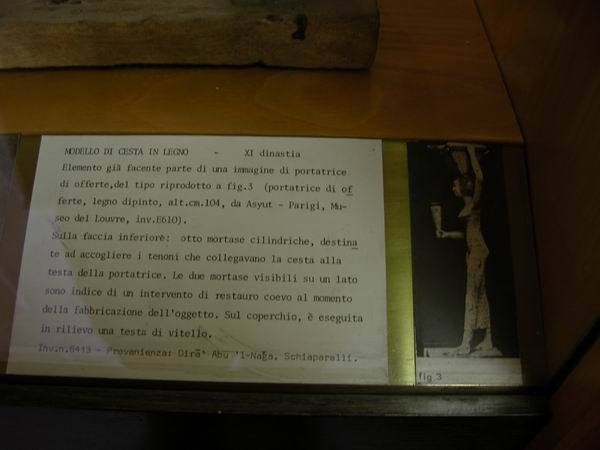 MODELLO DI CESTA IN LEGNO - XI dinastia
Elemento già facente parte di una immagine di portatrice
di offerte,del tipo riprodotto a fig.3 (portatrice di of
ferte, legno dipinto, alt.cm.104, da Asyut - Parigi, Mu-
seo del Louvre, inv.E610).
Sulla faccia inferiore: otto mortase cilindriche, destina
te ad accogliere i tenoni che collegavano la cesta alla
testa della portatrice. Le due mortase visibili su un lato
sono indice di un intervento di restauro coevo al momento
della fabbricazione dell'oggetto. Sul coperchio, è eseguita
in rilievo una testa di vitello.
Inv.n.6413 - Provenienza: Dirāʿ Abū 'l-Naǧa. Schiaparelli.
fig.3